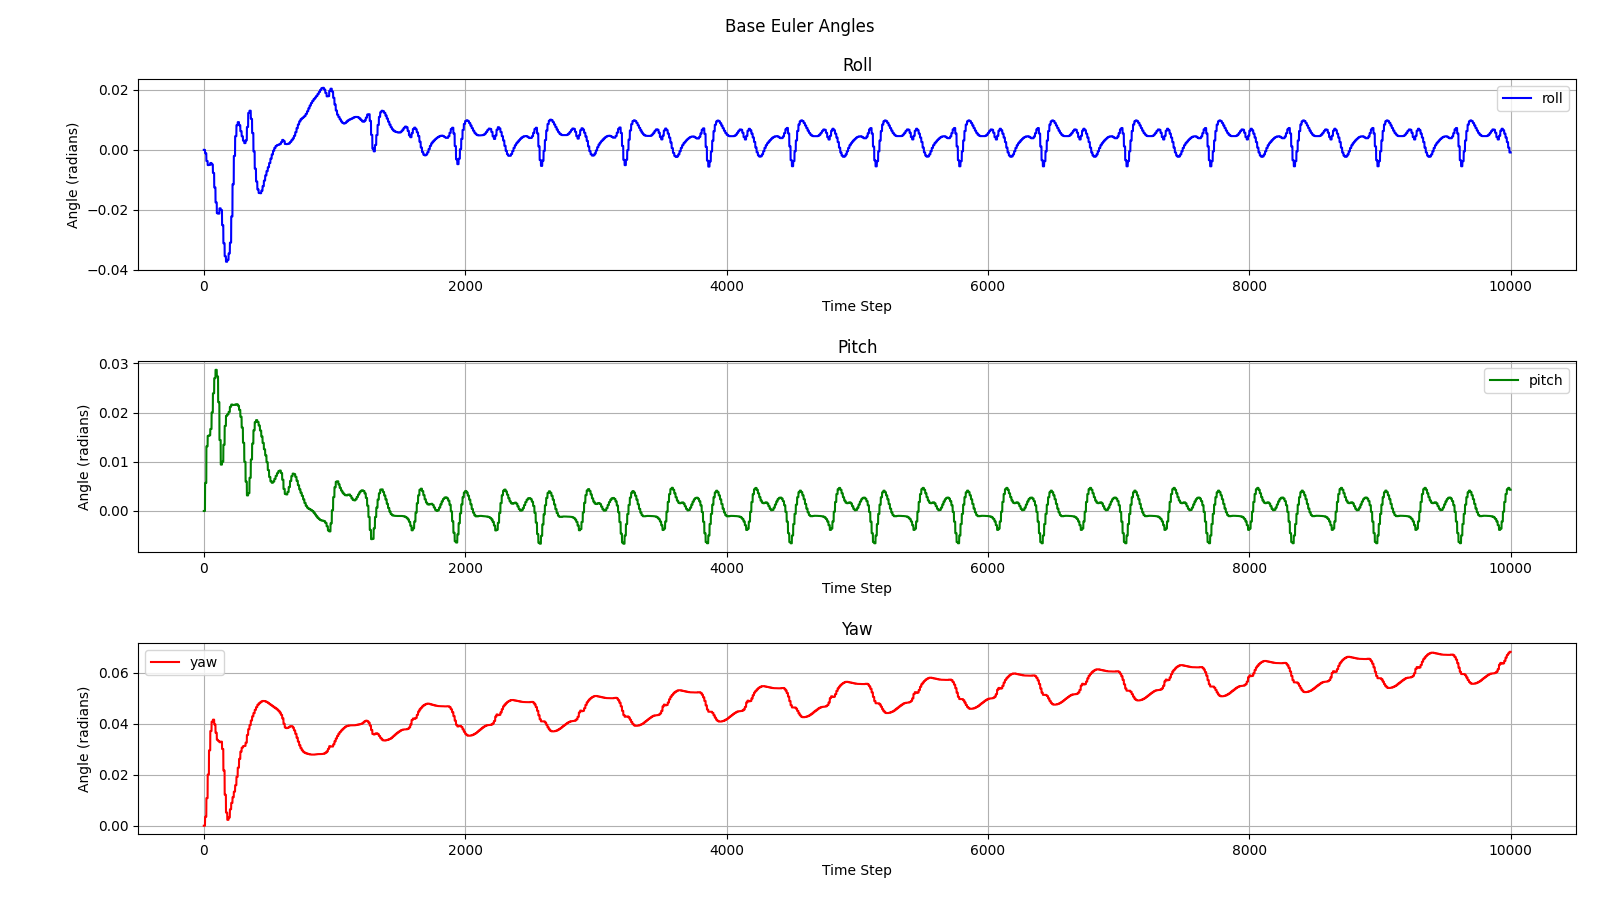 Base Euler Angles
Roll
Angle (radians)
0.02
0.00
−0.02
−0.04
roll
0 2000 4000 6000 8000 10000
Time Step
Pitch
Angle (radians)
0.03
0.02
0.01
0.00
pitch
0 2000 4000 6000 8000 10000
Time Step
Yaw
Angle (radians)
0.06
0.04
0.02
0.00
yaw
0 2000 4000 6000 8000 10000
Time Step